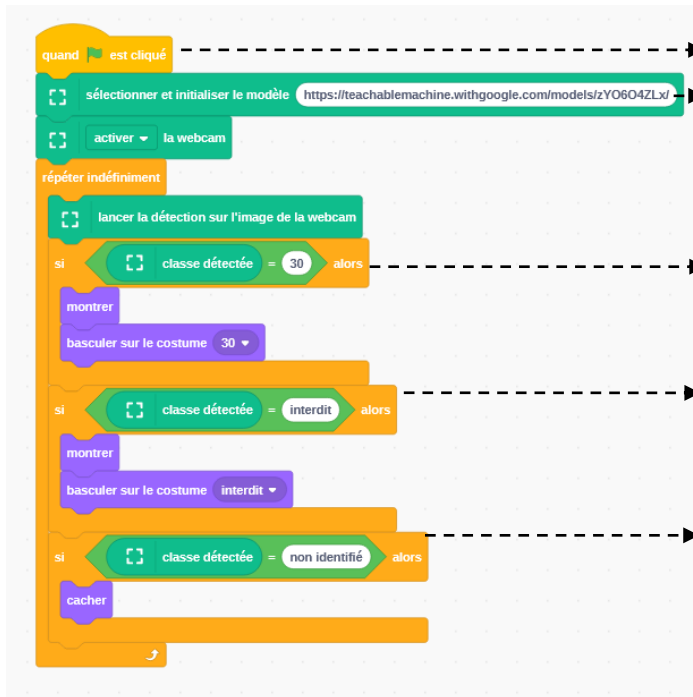 quand est cliqué
sélectionner et initialiser le modèle https://teachablemachine.withgoogle.com/models/zYO6O4ZLx/
activer la webcam
répéter indéfiniment
lancer la détection sur l'image de la webcam
si classe détectée = 30 alors
montrer
basculer sur le costume 30
si classe détectée = interdit alors
montrer
basculer sur le costume interdit
si classe détectée = non identifié alors
cacher